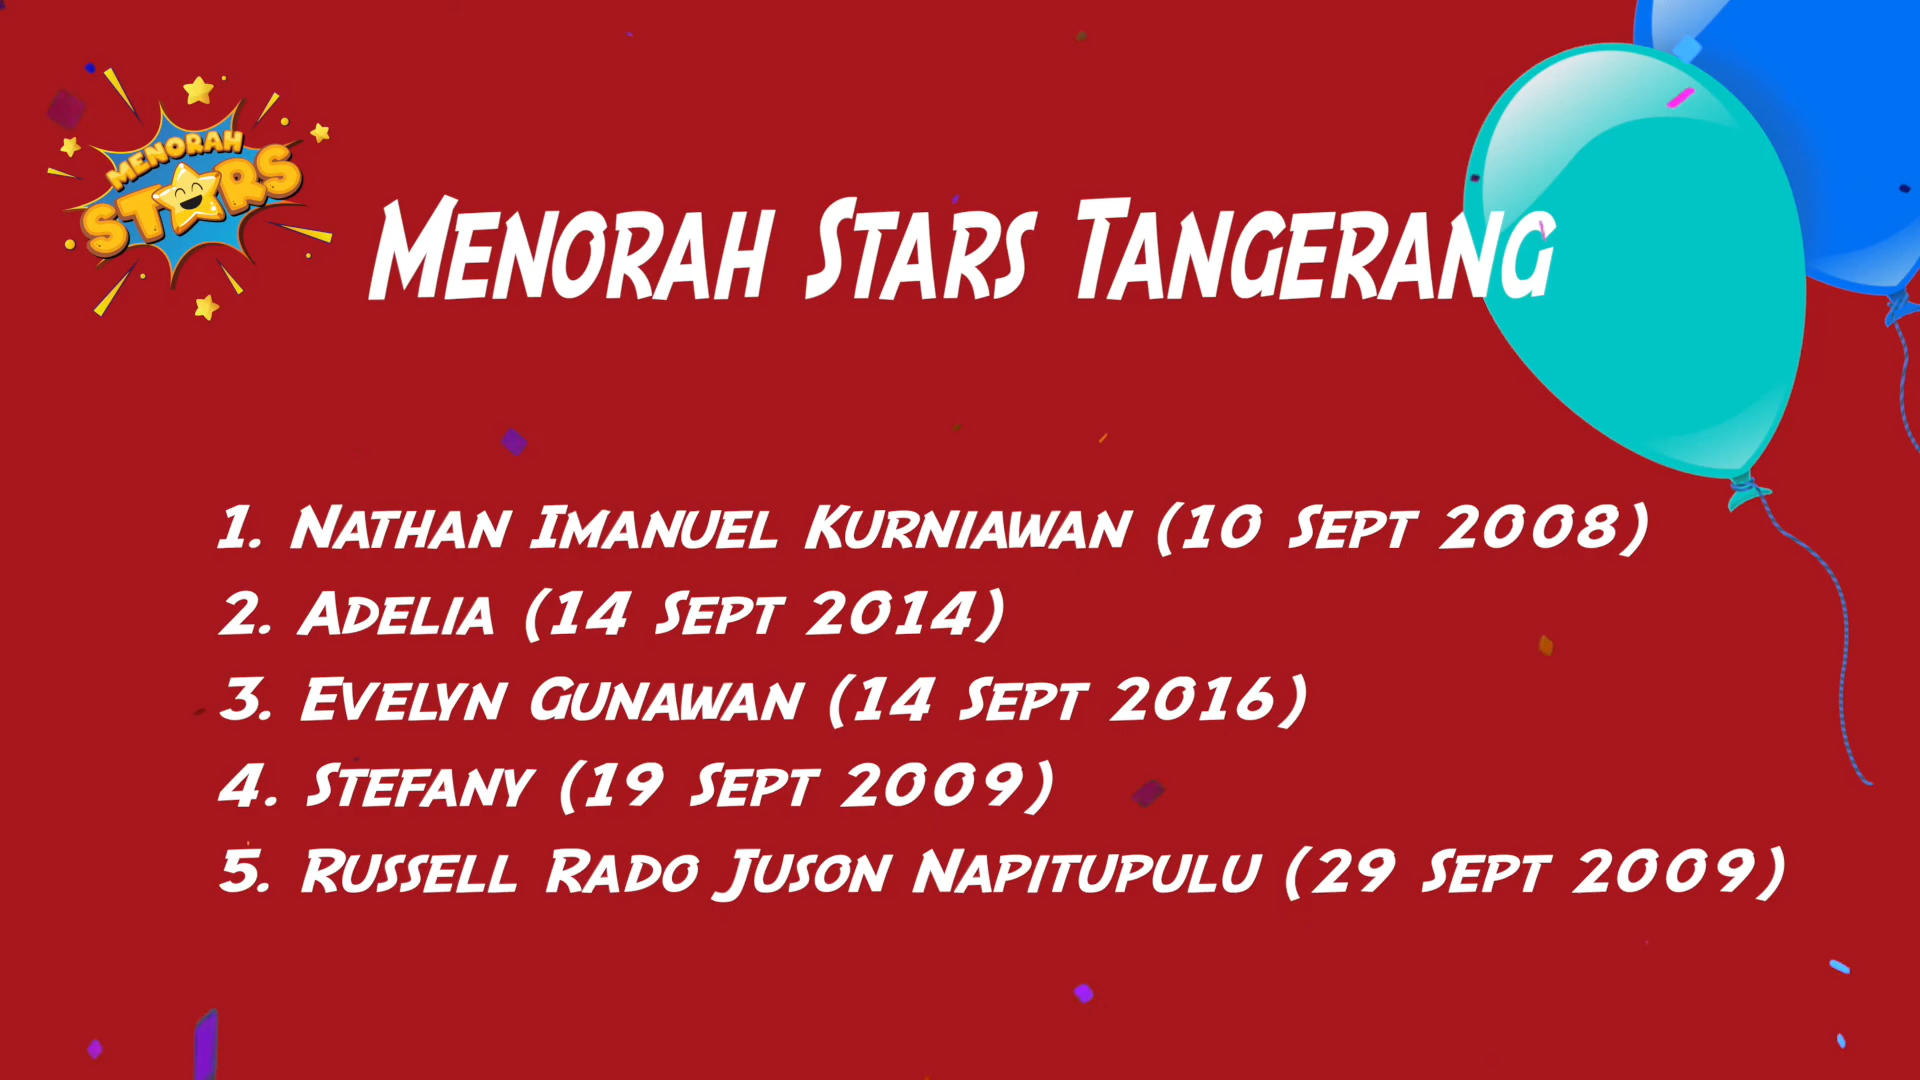 MENORAH
STARS
MENORAH STARS TANGERANG
1. NATHAN IMANUEL KURNIAWAN (10 SEPT 2008)
2. ADELIA (14 SEPT 2014)
3. EVELYN GUNAWAN (14 SEPT 2016)
4. STEFANY (19 SEPT 2009)
5. RUSSELL RADO JUSON NAPITUPULU (29 SEPT 2009)